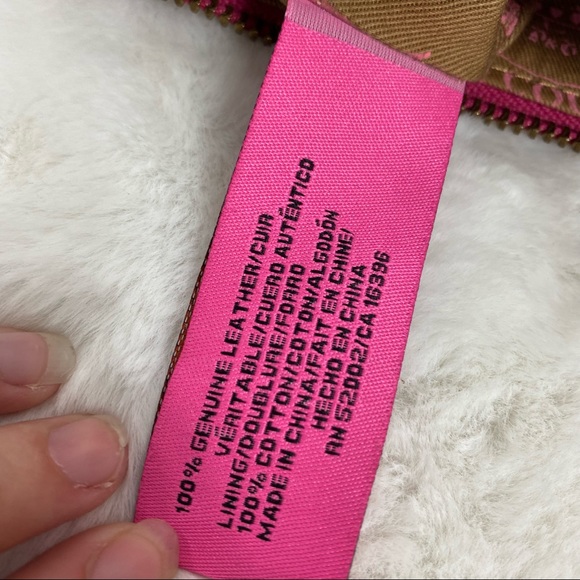 100% GENUINE LEATHER/CUIR
VÉRITABLE/CUERO AUTÉNTICO
LINING/DOUBLURE/FORRO
100% COTTON/COTON/ALGODÓN
MADE IN CHINA/FAIT EN CHINE/
HECHO EN CHINA
RN 52002/CA 16396